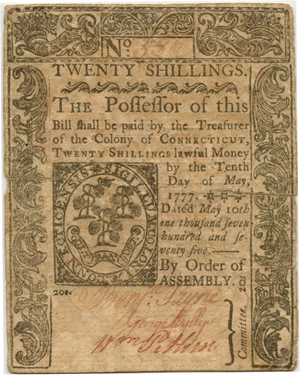 No.
TWENTY SHILLINGS.
THE Poſſeſſor of this
Bill ſhall be paid by the Treaſurer
of the Colony of CONNECTICUT,
TWENTY SHILLINGS lawful Money
by the Tenth
Day of May,
1777.
Dated May 10th
one thouſand ſeven
hundred and ſe-
venty five.
By Order of
ASSEMBLY.
20s.
20s.
Wm Pitkin
Committee.